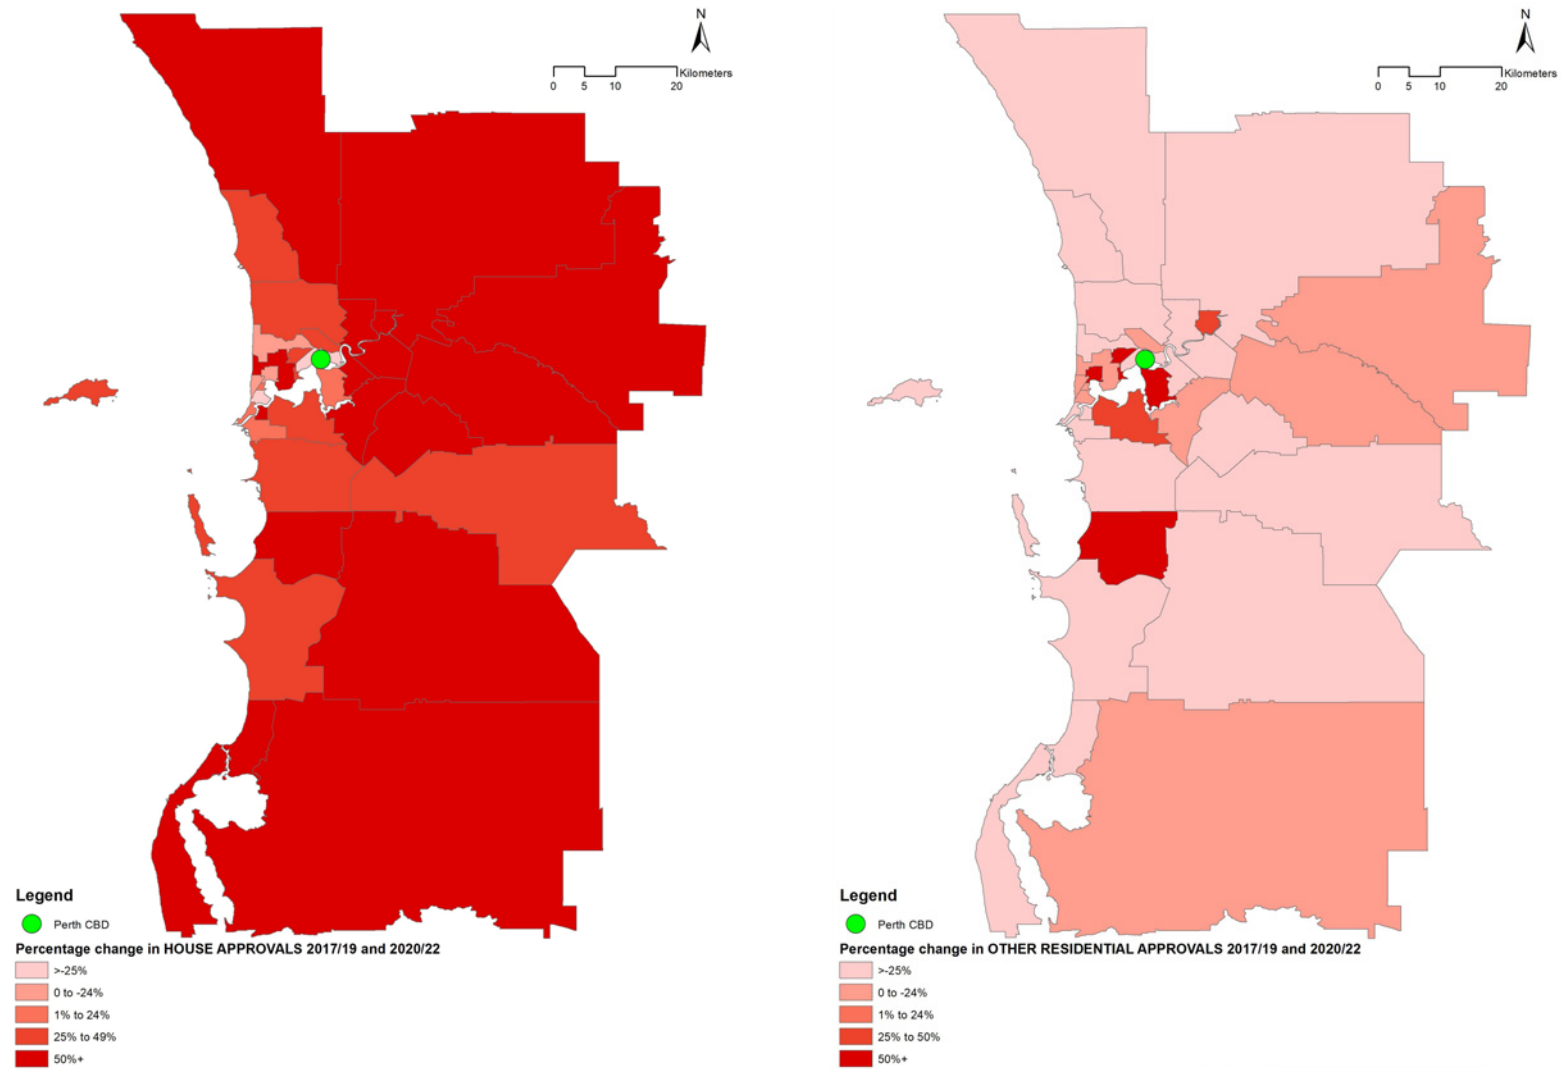 N
Kilometers
0 5 10 20
Legend
Perth CBD
Percentage change in HOUSE APPROVALS 2017/19 and 2020/22
>-25%
0 to -24%
1% to 24%
25% to 49%
50%+
N
Kilometers
0 5 10 20
Legend
Perth CBD
Percentage change in OTHER RESIDENTIAL APPROVALS 2017/19 and 2020/22
>-25%
0 to -24%
1% to 24%
25% to 50%
50%+